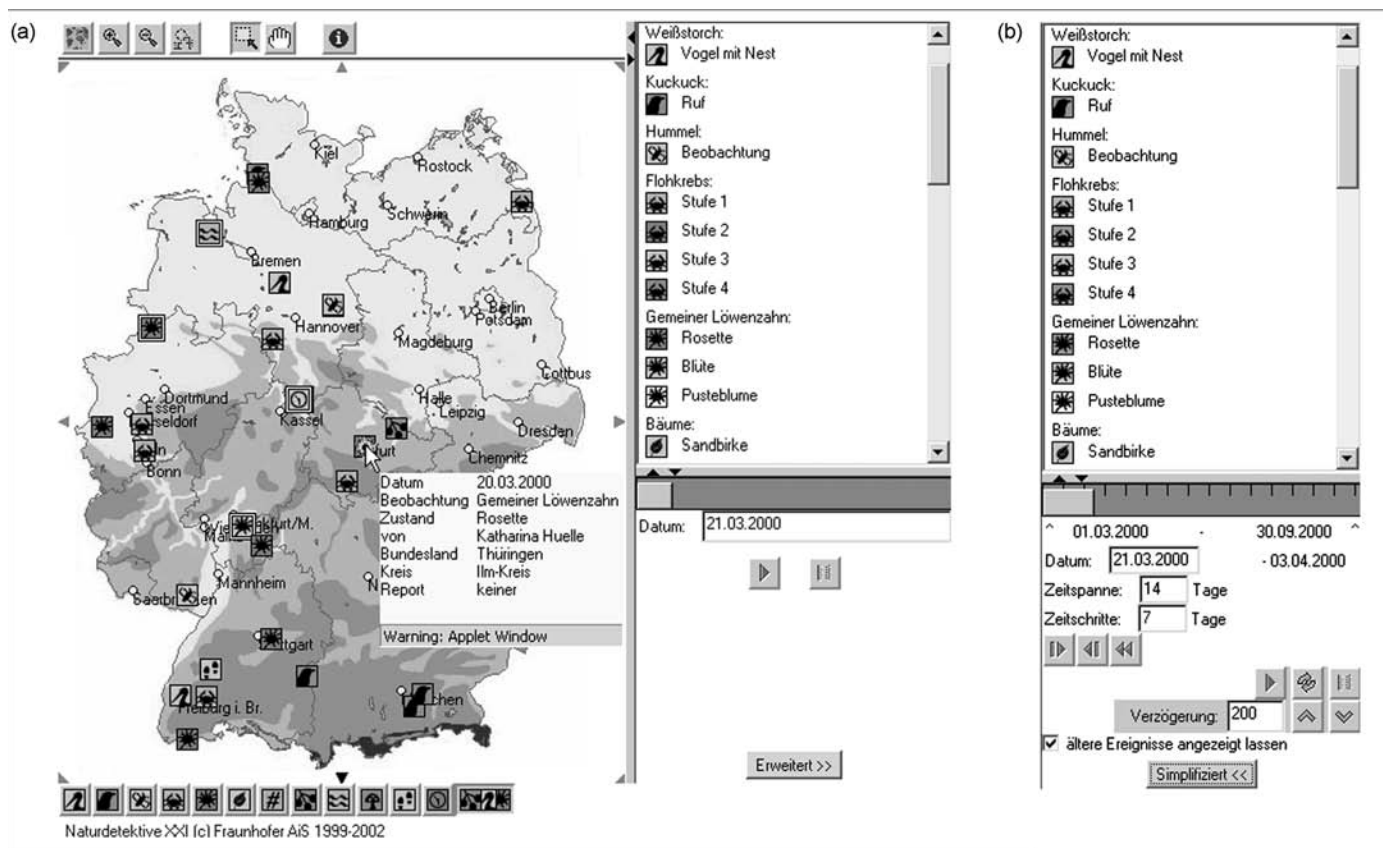 (a)
Weißstorch:
Vogel mit Nest
Kuckuck:
Ruf
Hummel:
Beobachtung
Flohkrebs:
Stufe 1
Stufe 2
Stufe 3
Stufe 4
Gemeiner Löwenzahn:
Rosette
Blüte
Pusteblume
Bäume:
Sandbirke
Datum: 21.03.2000
Erweitert >>
Kiel
Rostock
Hamburg
Schwerin
Bremen
Berlin
Potsdam
Hannover
Magdeburg
Cottbus
Dortmund
Essen
Halle
Leipzig
Kassel
Dresden
Chemnitz
Bonn
Datum 20.03.2000
Beobachtung Gemeiner Löwenzahn
Zustand Rosette
von Katharina Huelle
Bundesland Thüringen
Kreis Ilm-Kreis
Report keiner
Warning: Applet Window
Mannheim
Freiburg i. Br.
#
Naturdetektive XXI (c) Fraunhofer AiS 1999-2002
(b)
Weißstorch:
Vogel mit Nest
Kuckuck:
Ruf
Hummel:
Beobachtung
Flohkrebs:
Stufe 1
Stufe 2
Stufe 3
Stufe 4
Gemeiner Löwenzahn:
Rosette
Blüte
Pusteblume
Bäume:
Sandbirke
^ 01.03.2000 - 30.09.2000 ^
Datum: 21.03.2000 - 03.04.2000
Zeitspanne: 14 Tage
Zeitschritte: 7 Tage
Verzögerung: 200
ältere Ereignisse angezeigt lassen
Simplifiziert <<